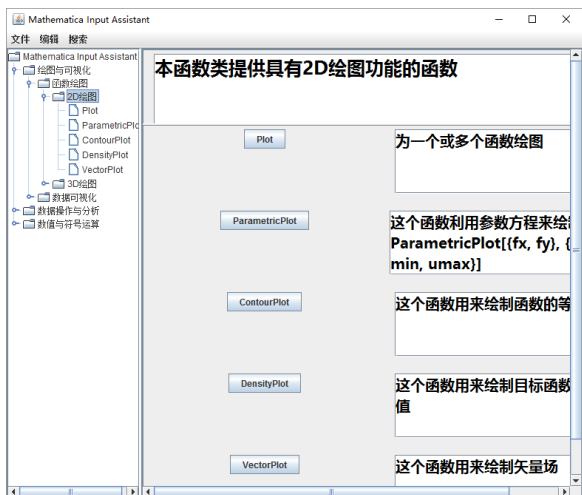 Mathematica Input Assistant
文件 编辑 搜索
Mathematica Input Assistant
绘图与可视化
函数绘图
2D绘图
Plot
ParametricPlo
ContourPlot
DensityPlot
VectorPlot
3D绘图
数据可视化
数据操作与分析
数值与符号运算
本函数类提供具有2D绘图功能的函数
Plot
为一个或多个函数绘图
ParametricPlot
这个函数利用参数方程来绘
ParametricPlot[{fx, fy}, {
min, umax}]
ContourPlot
这个函数用来绘制函数的等
DensityPlot
这个函数用来绘制目标函数
值
VectorPlot
这个函数用来绘制矢量场